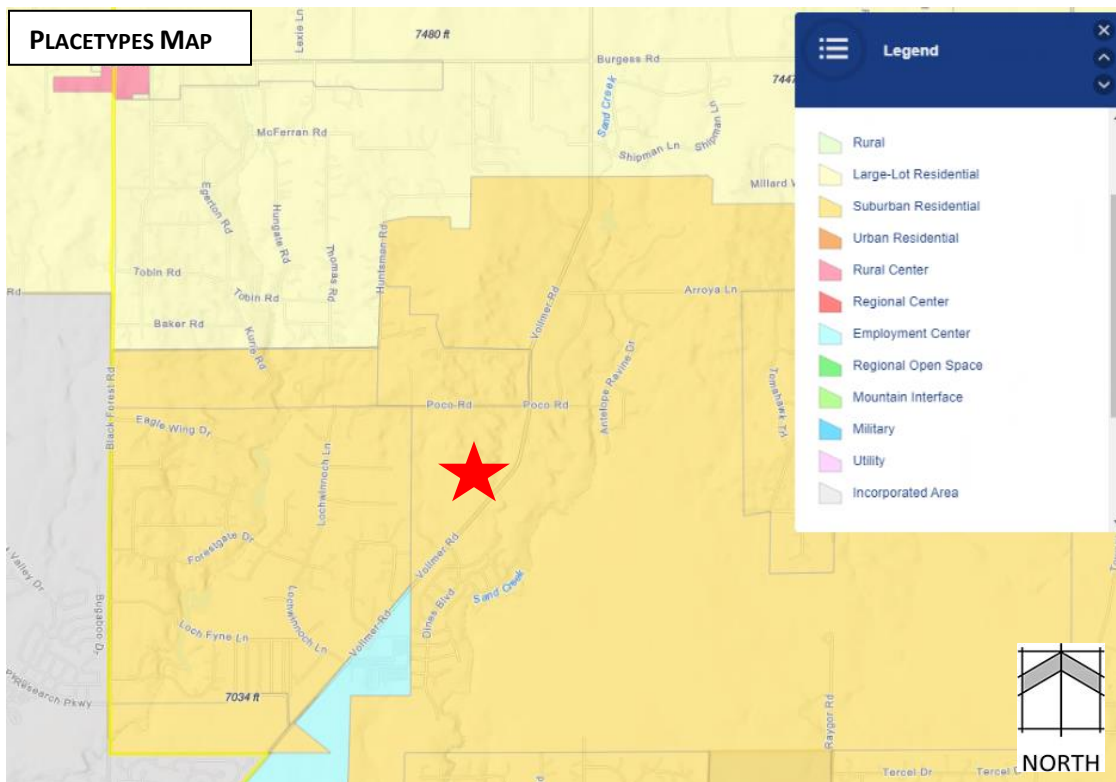 PLACETYPES MAP
Lexie Ln
7480 ft
Burgess Rd
7447
Sand Creek
McFerran Rd
Shipman Ln
Shipman Ln
Millard
Egerton Rd
Hungate Rd
Thomas Rd
Huntsman Rd
Tobin Rd
Tobin Rd
Rd
Baker Rd
Kurie Rd
Vollmer Rd
Arroya Ln
Black Forest Rd
Poco Rd
Poco Rd
Antelope Ravine Dr
Tomahawk Trl
Eagle Wing Dr
Lochwinnoch Ln
Forestgate Dr
Vollmer Rd
Sand Creek
Valley Dr
Bugaboo Dr
Loch Fyne Ln
Lochwinnoch Ln
Vollmer Rd
Dines Blvd
Research Pkwy
7034 ft
Raygor Rd
Tercel Dr
Tercel
Rd
NORTH
Legend
Rural
Large-Lot Residential
Suburban Residential
Urban Residential
Rural Center
Regional Center
Employment Center
Regional Open Space
Mountain Interface
Military
Utility
Incorporated Area